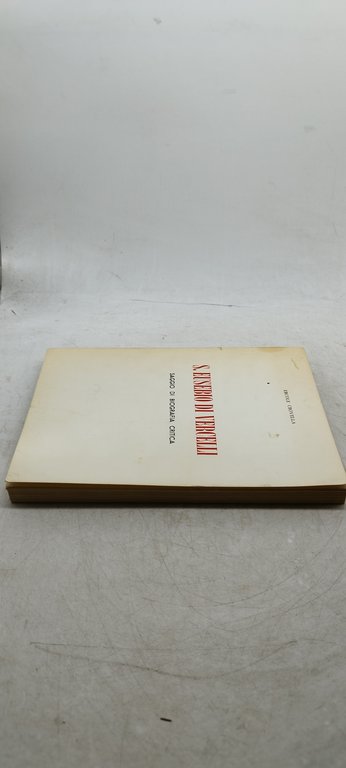 S. EUSEBIO DI VERCELLI
SAGGIO DI BIOGRAFIA CRITICA